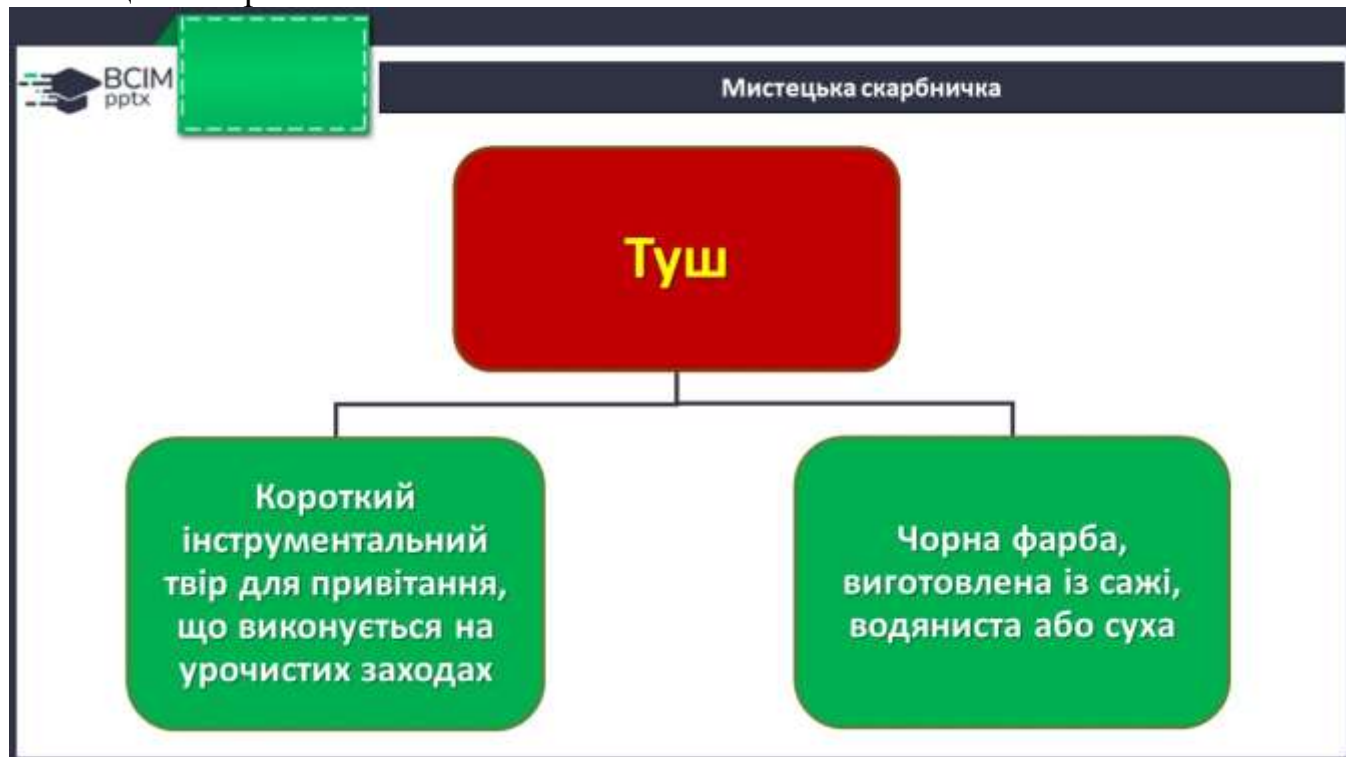 BCIM
pptx
Мистецька скарбничка
Туш
Короткий
інструментальний
твір для привітання,
що виконується на
урочистих заходах
Чорна фарба,
виготовлена із сажі,
водяниста або суха